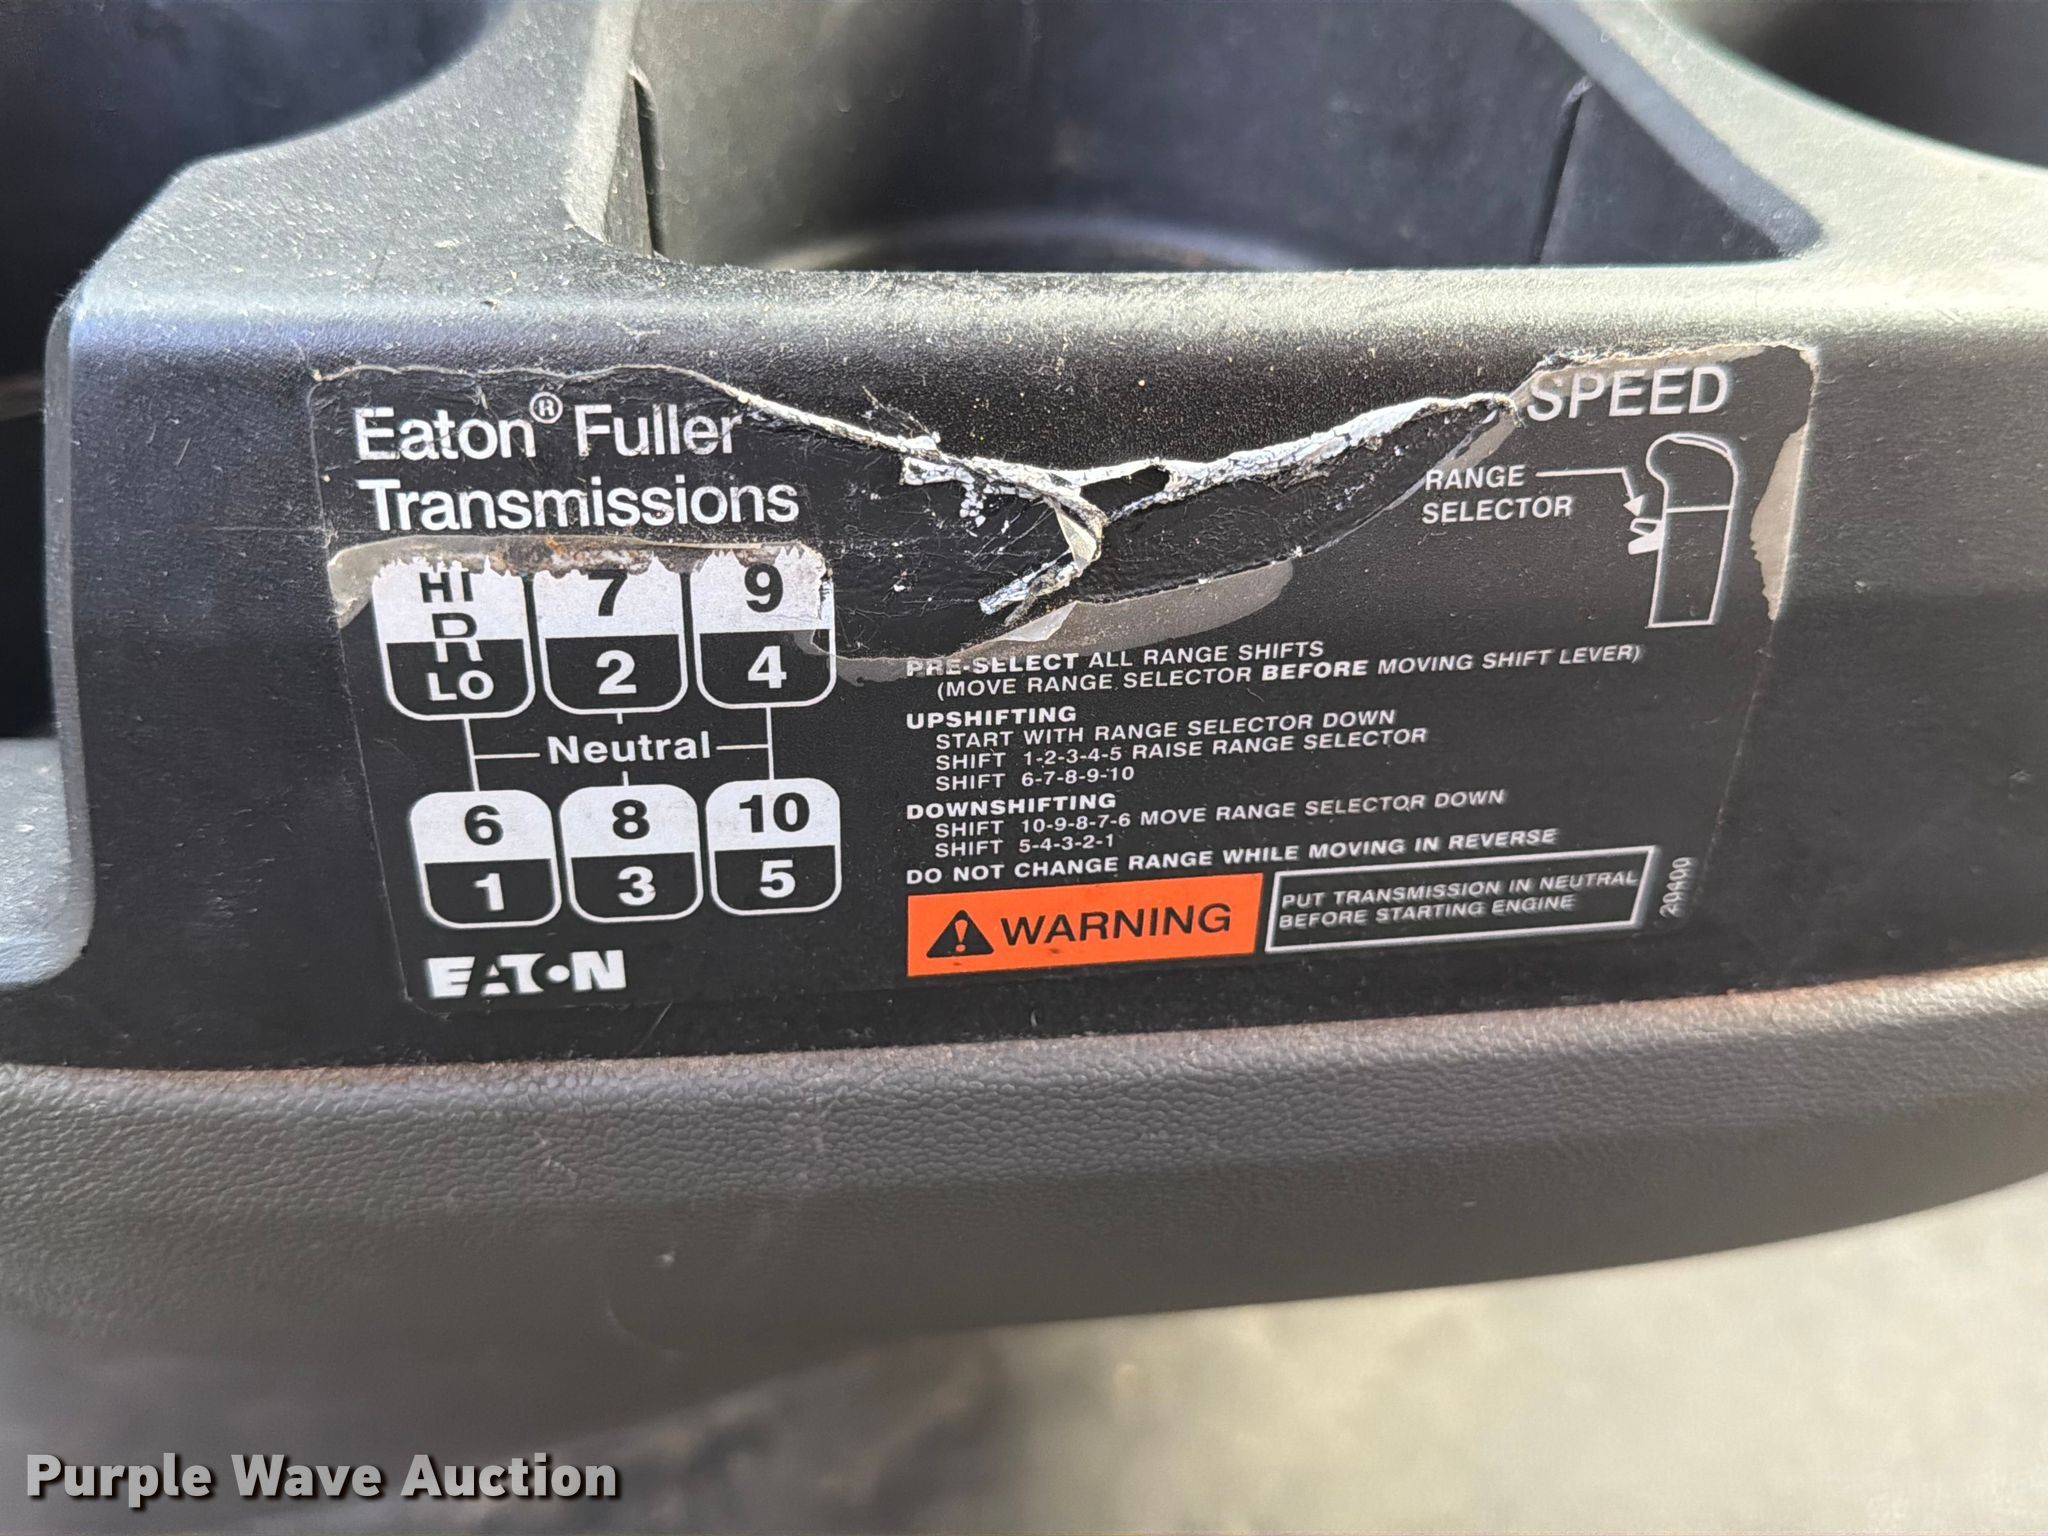 Eaton® Fuller
Transmissions
SPEED
RANGE
SELECTOR
HI 7 9
R
LO 2 4
Neutral
6 8 10
1 3 5
EATON
PRE-SELECT ALL RANGE SHIFTS
(MOVE RANGE SELECTOR BEFORE MOVING SHIFT LEVER)
UPSHIFTING
START WITH RANGE SELECTOR DOWN
SHIFT 1-2-3-4-5 RAISE RANGE SELECTOR
SHIFT 6-7-8-9-10
DOWNSHIFTING
SHIFT 10-9-8-7-6 MOVE RANGE SELECTOR DOWN
SHIFT 5-4-3-2-1
DO NOT CHANGE RANGE WHILE MOVING IN REVERSE
WARNING
PUT TRANSMISSION IN NEUTRAL
BEFORE STARTING ENGINE
20400
Purple Wave Auction